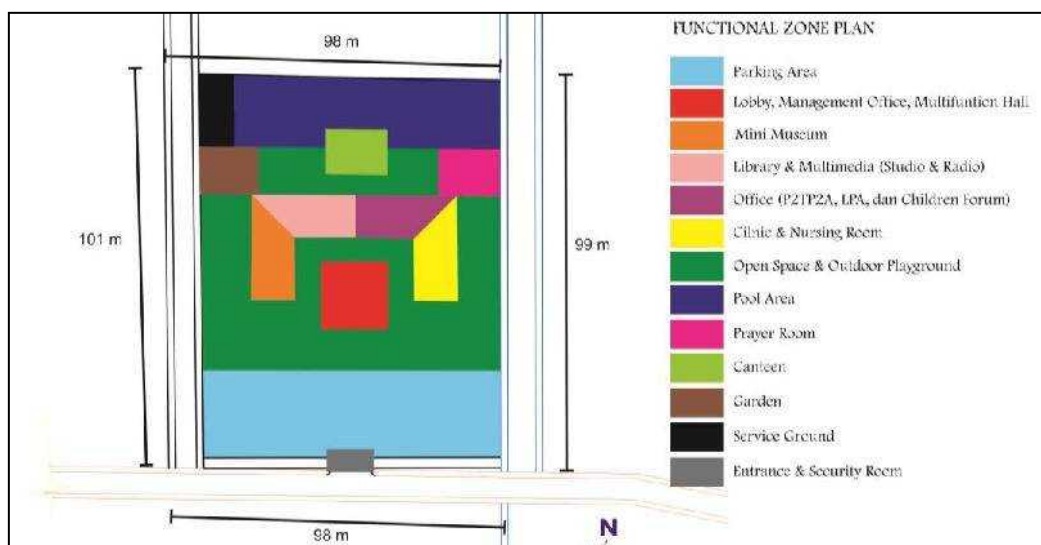 FUNCTIONAL ZONE PLAN
98 m
Parking Area
Lobby, Management Office, Multifuntion Hall
Mini Museum
Library & Multimedia (Studio & Radio)
Office (P2TP2A, LPA, dan Children Forum)
101 m
99 m
Cilnic & Nursing Room
Open Space & Outdoor Playground
Pool Area
Prayer Room
Canteen
Garden
Service Ground
Entrance & Security Room
98 m
N